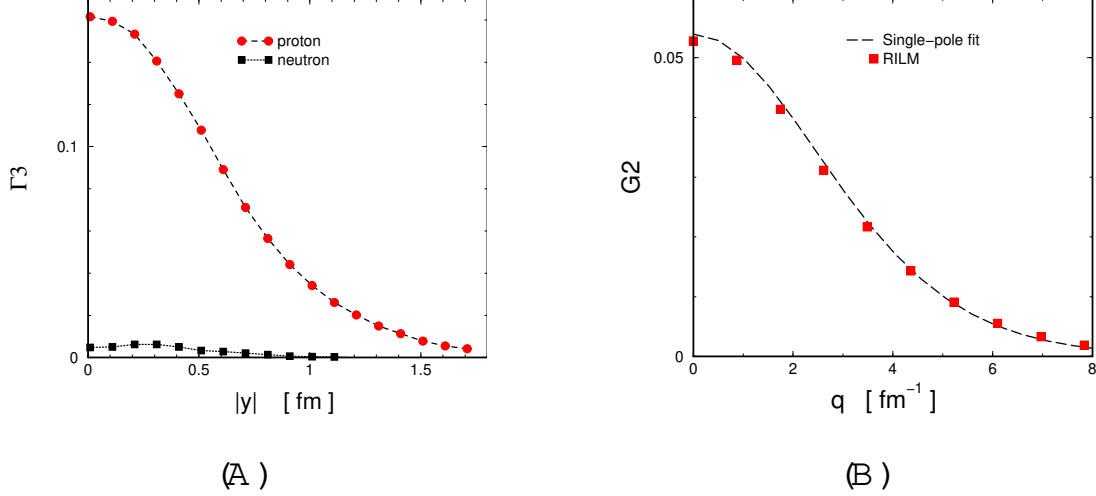 proton
neutron
0.1
0
Γ3
0
0.5
1
1.5
|y| [ fm ]
(A)
Single−pole fit
RILM
0.05
0
G2
0
2
4
6
8
q [ fm⁻¹ ]
(B)